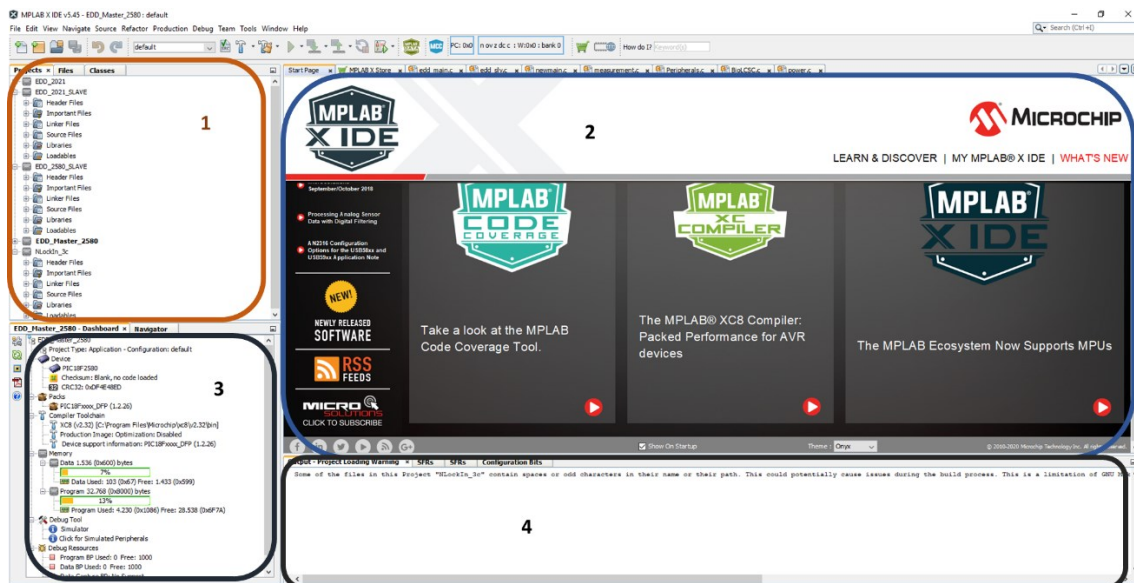 MPLAB X IDE v5.45 - EDD_Master_2580 : default
File Edit View Navigate Source Refactor Production Debug Team Tools Window Help
Search (Ctrl+I)
default
PC: 0x0
n ov z dc c : W:0x0 : bank 0
How do I?
Projects × Files Classes
EDD_2021
EDD_2021_SLAVE
Header Files
Important Files
Linker Files
Source Files
Libraries
Loadables
EDD_2580_SLAVE
Header Files
Important Files
Linker Files
Source Files
Libraries
Loadables
EDD_Master_2580
NLockIn_3c
Header Files
Important Files
Linker Files
Source Files
Libraries
Loadables
1
Start Page × MPLAB X Store × edd_main.c × edd_slv.c × newmain.c × measurement.c × Peripherals.c × BioLCSC.c × power.c ×
MPLAB
X IDE
2
MICROCHIP
LEARN & DISCOVER | MY MPLAB® X IDE | WHAT'S NEW
September/October 2018
Processing Analog Sensor
Data with Digital Filtering
AN2316 Configuration
Options for the USB58xx and
USB59xx Application Note
NEW!
NEWLY RELEASED
SOFTWARE
RSS
FEEDS
MICRO
SOLUTIONS
CLICK TO SUBSCRIBE
MPLAB
CODE
COVERAGE
Take a look at the MPLAB
Code Coverage Tool.
MPLAB
XC
COMPILER
The MPLAB® XC8 Compiler:
Packed Performance for AVR
devices
MPLAB
X IDE
The MPLAB Ecosystem Now Supports MPUs
Show On Startup
Theme : Onyx
© 2010-2020 Microchip Technology Inc. All rights reserved
EDD_Master_2580 - Dashboard × Navigator
EDD_Master_2580
Project Type: Application - Configuration: default
Device
PIC18F2580
Checksum: Blank, no code loaded
CRC32: 0xDF4E48ED
Packs
PIC18Fxxxx_DFP (1.2.26)
Compiler Toolchain
XC8 (v2.32) [C:\Program Files\Microchip\xc8\v2.32\bin]
Production Image: Optimization: Disabled
Device support information: PIC18Fxxxx_DFP (1.2.26)
Memory
Data 1.536 (0x600) bytes
7%
Data Used: 103 (0x67) Free: 1.433 (0x599)
Program 32.768 (0x8000) bytes
13%
Program Used: 4.230 (0x1086) Free: 28.538 (0x6F7A)
Debug Tool
Simulator
Click for Simulated Peripherals
Debug Resources
Program BP Used: 0 Free: 1000
Data BP Used: 0 Free: 1000
3
- Project Loading Warning × SFRs SFRs Configuration Bits
Some of the files in this Project "NLockIn_3c" contain spaces or odd characters in their name or their path. This could potentially cause issues during the build process. This is a limitation of GNU
4